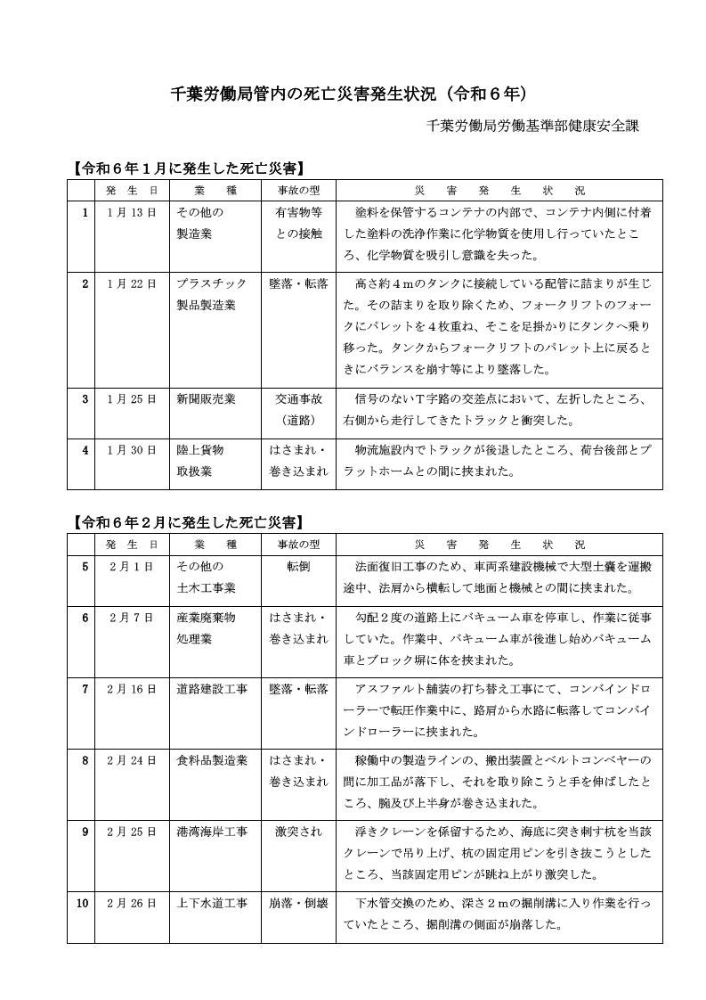 千葉労働局管内の死亡災害発生状況（令和６年）
千葉労働局労働基準部健康安全課
【令和６年１月に発生した死亡災害】
発　生　日　業　　種　事故の型　災　害　発　生　状　況
1　1月13日　その他の　有害物等　塗料を保管するコンテナの内部で、コンテナ内側に付着
製造業　との接触　した塗料の洗浄作業に化学物質を使用し行っていたとこ
ろ、化学物質を吸引し意識を失った。
2　1月22日　プラスチック　墜落・転落　高さ約４ｍのタンクに接続している配管に詰まりが生じ
製品製造業　た。その詰まりを取り除くため、フォークリフトのフォー
クにパレットを４枚重ね、そこを足掛かりにタンクへ乗り
移った。タンクからフォークリフトのパレット上に戻ると
きにバランスを崩す等により墜落した。
3　1月25日　新聞販売業　交通事故　信号のないＴ字路の交差点において、左折したところ、
（道路）　右側から走行してきたトラックと衝突した。
4　1月30日　陸上貨物　はさまれ・　物流施設内でトラックが後退したところ、荷台後部とプ
取扱業　巻き込まれ　ラットホームとの間に挟まれた。
【令和６年２月に発生した死亡災害】
発　生　日　業　　種　事故の型　災　害　発　生　状　況
5　2月1日　その他の　転倒　法面復旧工事のため、車両系建設機械で大型土嚢を運搬
土木工事業　途中、法肩から横転して地面と機械との間に挟まれた。
6　2月7日　産業廃棄物　はさまれ・　勾配２度の道路上にバキューム車を停車し、作業に従事
処理業　巻き込まれ　していた。作業中、バキューム車が後進し始めバキューム
車とブロック塀に体を挟まれた。
7　2月16日　道路建設工事　墜落・転落　アスファルト舗装の打ち替え工事にて、コンバインドロ
ーラーで転圧作業中に、路肩から水路に転落してコンバイ
ンドローラーに挟まれた。
8　2月24日　食料品製造業　はさまれ・　稼働中の製造ラインの、搬出装置とベルトコンベヤーの
巻き込まれ　間に加工品が落下し、それを取り除こうと手を伸ばしたと
ころ、腕及び上半身が巻き込まれた。
9　2月25日　港湾海岸工事　激突され　浮きクレーンを係留するため、海底に突き刺す杭を当該
クレーンで吊り上げ、杭の固定用ピンを引き抜こうとした
ところ、当該固定用ピンが跳ね上がり激突した。
10　2月26日　上下水道工事　崩落・倒壊　下水管交換のため、深さ２ｍの掘削溝に入り作業を行っ
ていたところ、掘削溝の側面が崩落した。